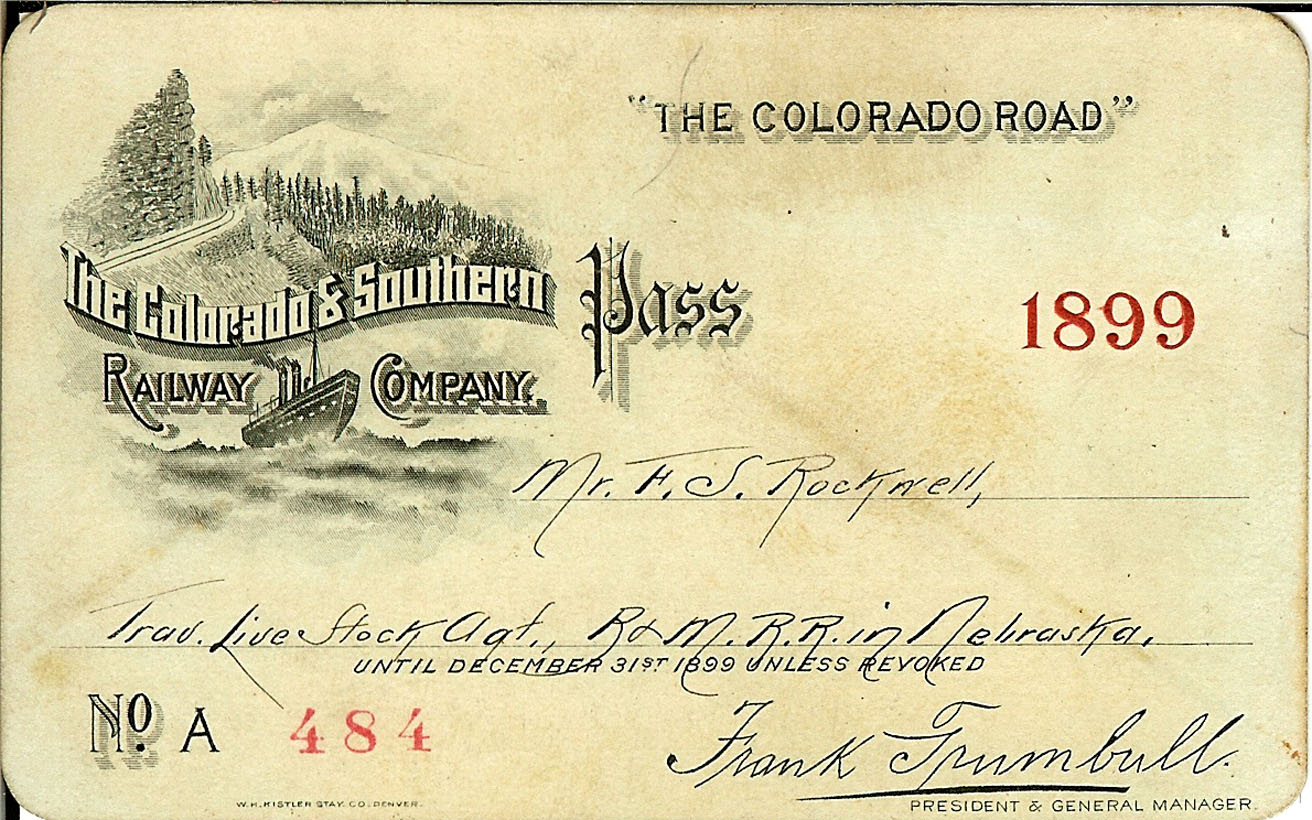 "THE COLORADO ROAD"
The Colorado & Southern
RAILWAY COMPANY.
Pass
1899
Mr. F. S. Rockwell,
Trav. Live Stock Agt., B & M. R. R. in Nebraska,
UNTIL DECEMBER 31ST 1899 UNLESS REVOKED
No. A 484
Frank Trumbull.
W.H. KISTLER STAY. CO. DENVER.
PRESIDENT & GENERAL MANAGER.